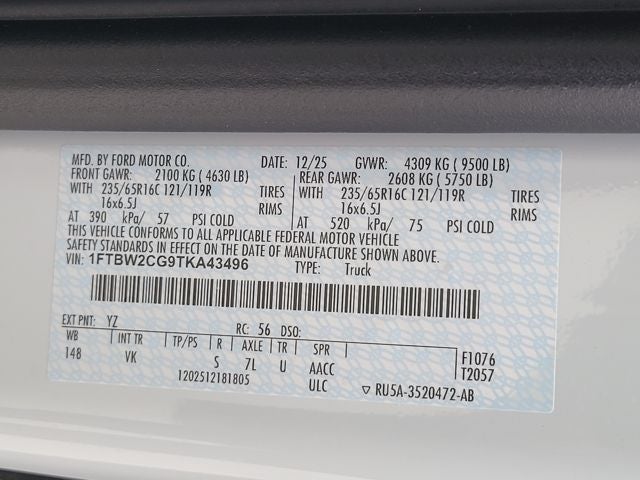 MFD. BY FORD MOTOR CO. DATE: 12/25 GVWR: 4309 KG ( 9500 LB)
FRONT GAWR: 2100 KG ( 4630 LB) REAR GAWR: 2608 KG ( 5750 LB)
WITH 235/65R16C 121/119R TIRES WITH 235/65R16C 121/119R TIRES
16x6.5J RIMS 16x6.5J RIMS
AT 390 kPa/ 57 PSI COLD AT 520 kPa/ 75 PSI COLD
THIS VEHICLE CONFORMS TO ALL APPLICABLE FEDERAL MOTOR VEHICLE
SAFETY STANDARDS IN EFFECT ON THE DATE OF MANUFACTURE SHOWN ABOVE.
VIN: 1FTBW2CG9TKA43496 TYPE: Truck
EXT PNT: YZ RC: 56 DSO:
WB INT TR TP/PS R AXLE TR SPR F1076
148 VK S 7L U AACC T2057
ULC
1202512181805 RU5A-3520472-AB